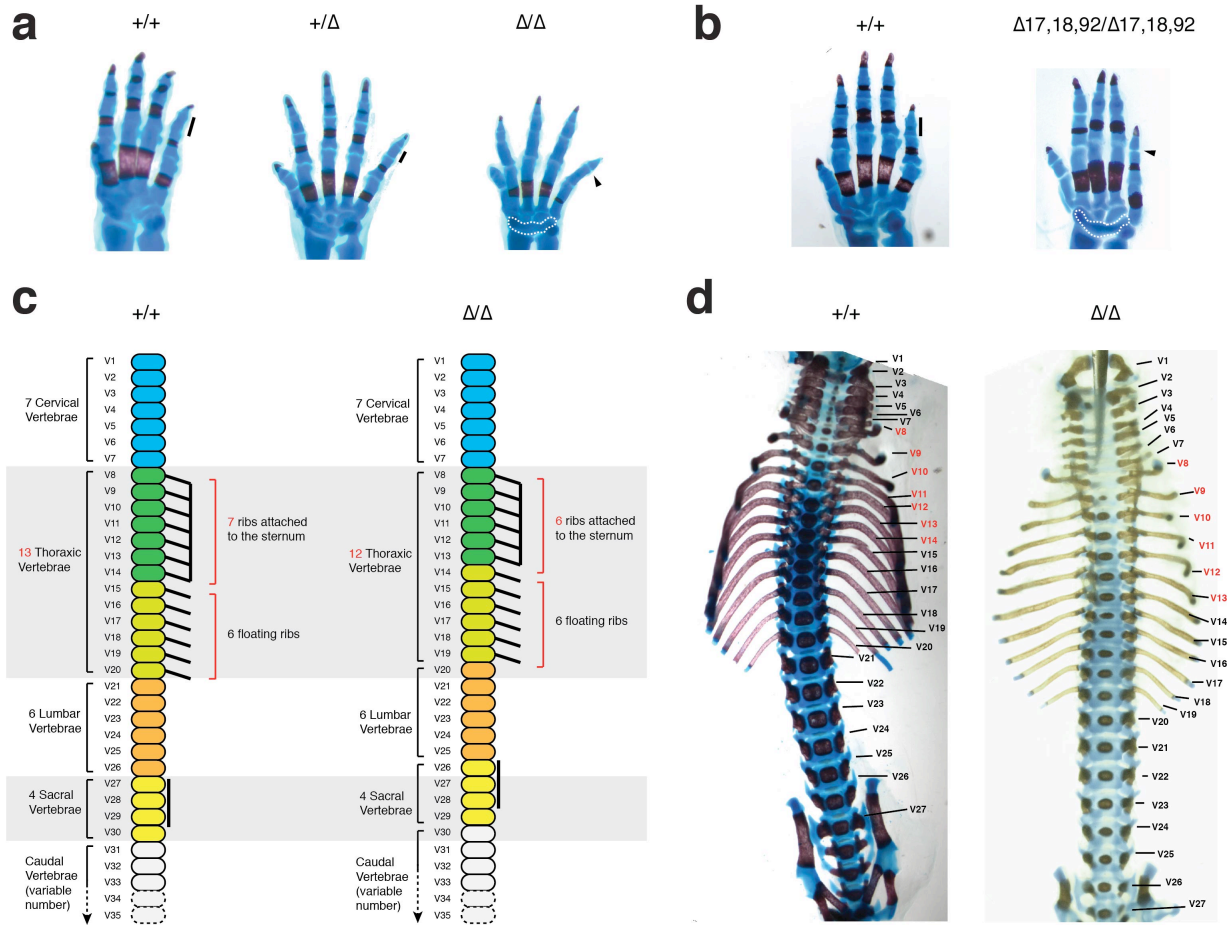 a
+/+
+/Δ
Δ/Δ
b
+/+
Δ17,18,92/Δ17,18,92
c
+/+
Δ/Δ
7 Cervical
Vertebrae
13 Thoracic
Vertebrae
6 Lumbar
Vertebrae
4 Sacral
Vertebrae
Caudal
Vertebrae
(variable
number)
V1
V2
V3
V4
V5
V6
V7
V8
V9
V10
V11
V12
V13
V14
V15
V16
V17
V18
V19
V20
V21
V22
V23
V24
V25
V26
V27
V28
V29
V30
V31
V32
V33
V34
V35
7 ribs attached
to the sternum
6 floating ribs
7 Cervical
Vertebrae
12 Thoracic
Vertebrae
6 Lumbar
Vertebrae
4 Sacral
Vertebrae
Caudal
Vertebrae
(variable
number)
V1
V2
V3
V4
V5
V6
V7
V8
V9
V10
V11
V12
V13
V14
V15
V16
V17
V18
V19
V20
V21
V22
V23
V24
V25
V26
V27
V28
V29
V30
V31
V32
V33
V34
V35
6 ribs attached
to the sternum
6 floating ribs
d
+/+
Δ/Δ
V1
V2
V3
V4
V5
V6
V7
V8
V9
V10
V11
V12
V13
V14
V15
V16
V17
V18
V19
V20
V21
V22
V23
V24
V25
V26
V27
V1
V2
V3
V4
V5
V6
V7
V8
V9
V10
V11
V12
V13
V14
V15
V16
V17
V18
V19
V20
V21
V22
V23
V24
V25
V26
V27